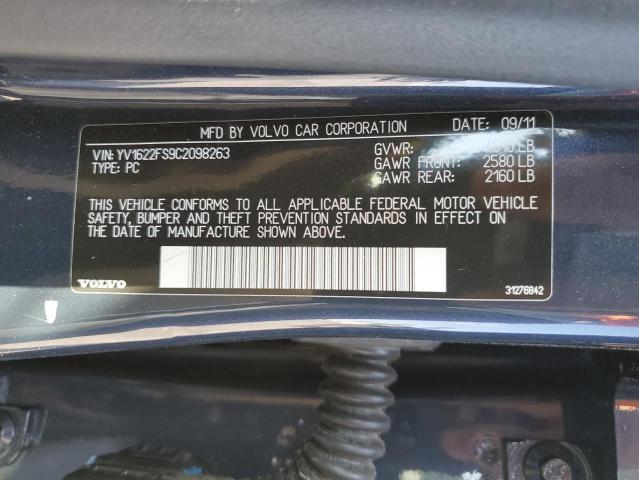 MFD BY VOLVO CAR CORPORATION DATE: 09/11
VIN: YV1622FS9C2098263 GVWR: LB
TYPE: PC GAWR FRONT: 2580 LB
GAWR REAR: 2160 LB
THIS VEHICLE CONFORMS TO ALL APPLICABLE FEDERAL MOTOR VEHICLE
SAFETY, BUMPER AND THEFT PREVENTION STANDARDS IN EFFECT ON
THE DATE OF MANUFACTURE SHOWN ABOVE.
VOLVO 31276842